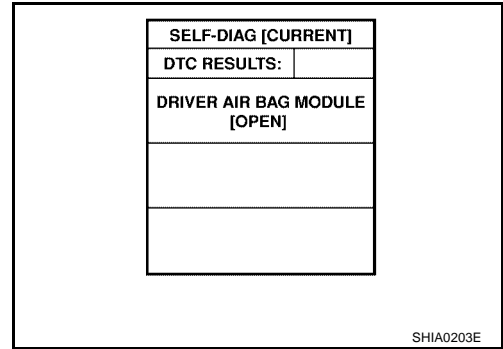 SELF-DIAG [CURRENT]
DTC RESULTS:
DRIVER AIR BAG MODULE
[OPEN]
SHIA0203E